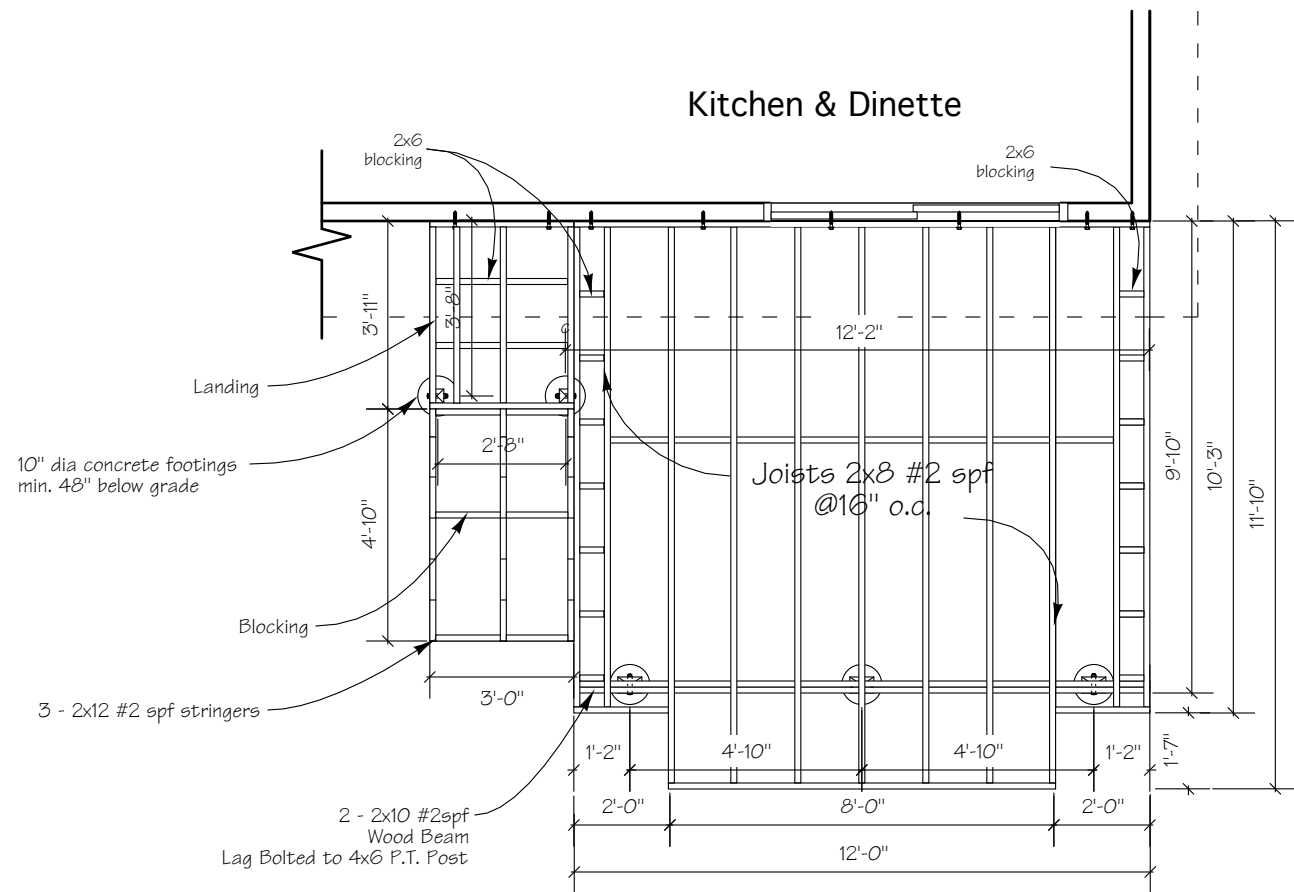 Kitchen & Dinette
2x6
blocking
2x6
blocking
3'-11"
3'-8"
12'-2"
Landing
10" dia concrete footings
min. 48" below grade
2'-8"
Joists 2x8 #2 spf
@16" o.c.
9'-10"
10'-3"
11'-10"
4'-10"
Blocking
3'-0"
3 - 2x12 #2 spf stringers
1'-2"
4'-10"
4'-10"
1'-2"
1'-7"
2'-0"
8'-0"
2'-0"
2 - 2x10 #2spf
Wood Beam
Lag Bolted to 4x6 P.T. Post
12'-0"